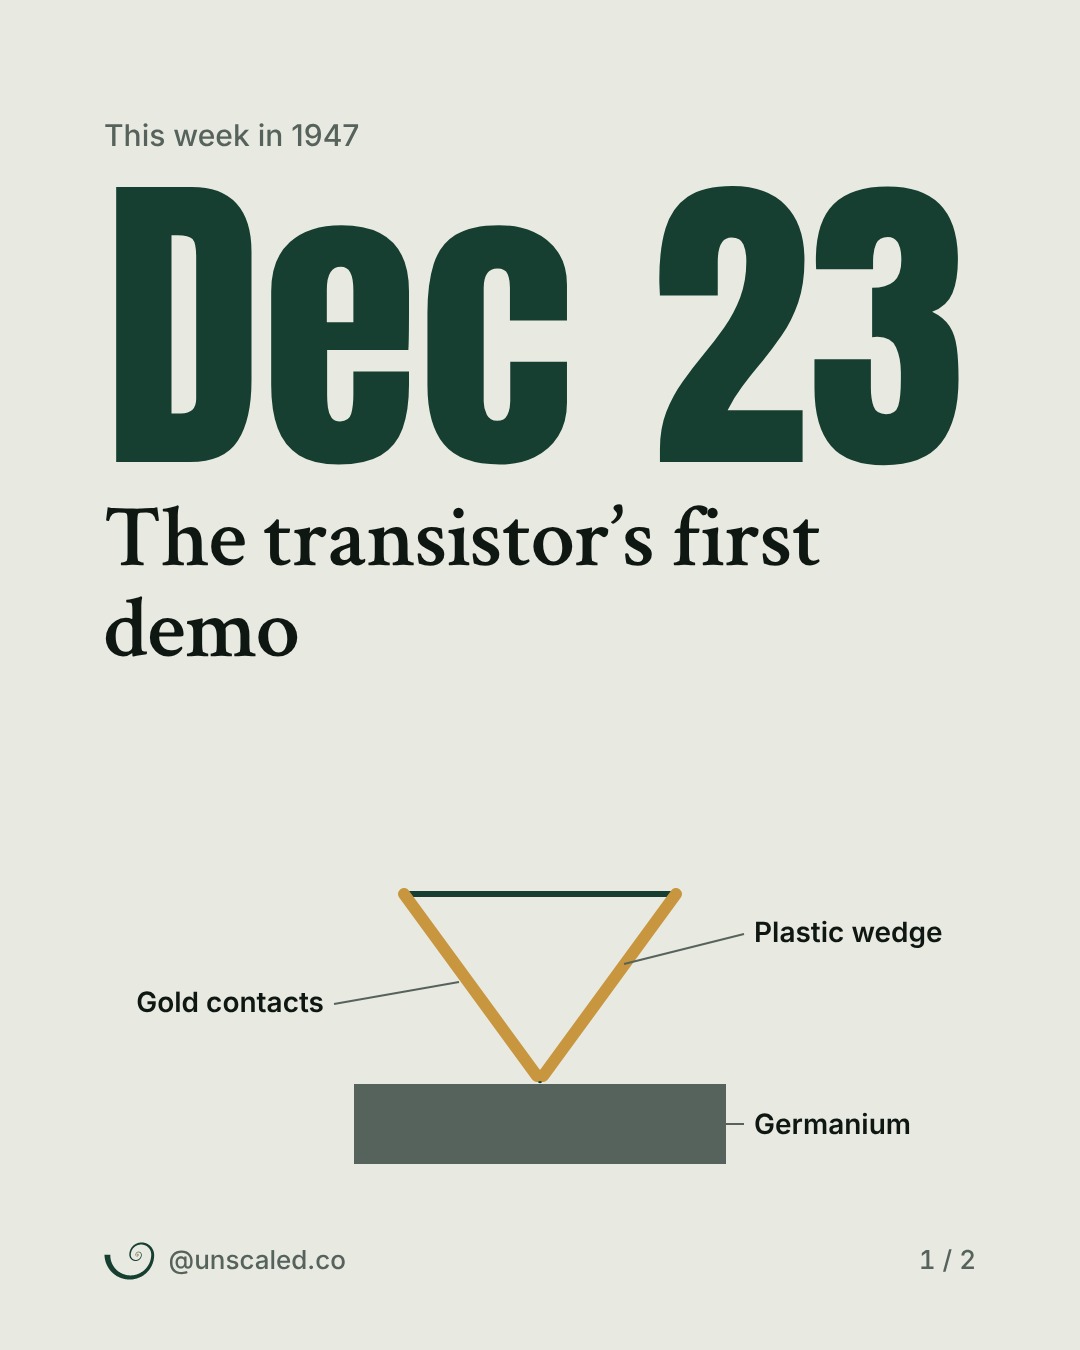 This week in 1947
Dec 23
The transistor’s first
demo
Plastic wedge
Gold contacts
Germanium
@unscaled.co
1 / 2